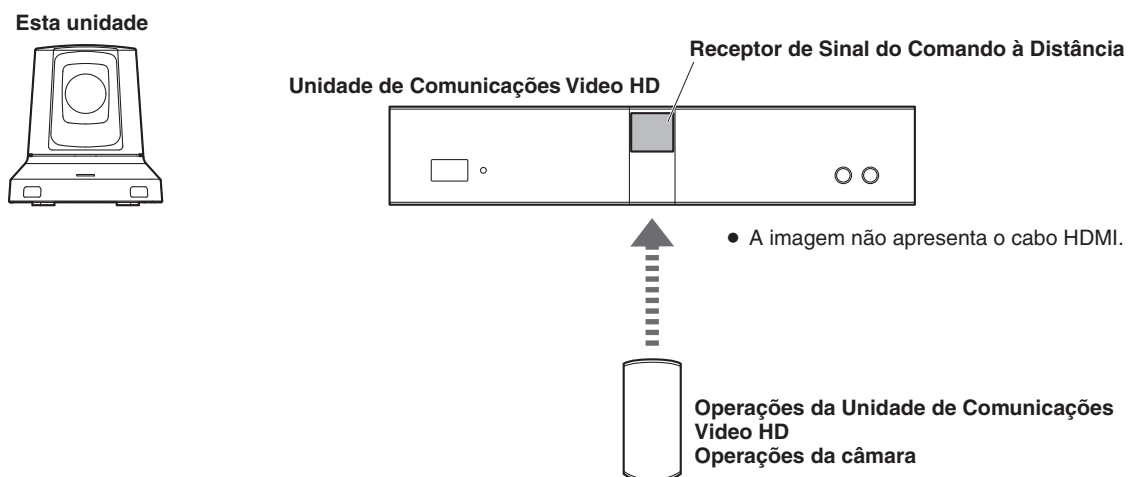 Esta unidade
Receptor de Sinal do Comando à Distância
Unidade de Comunicações Video HD
● A imagem não apresenta o cabo HDMI.
Operações da Unidade de Comunicações
Video HD
Operações da câmara